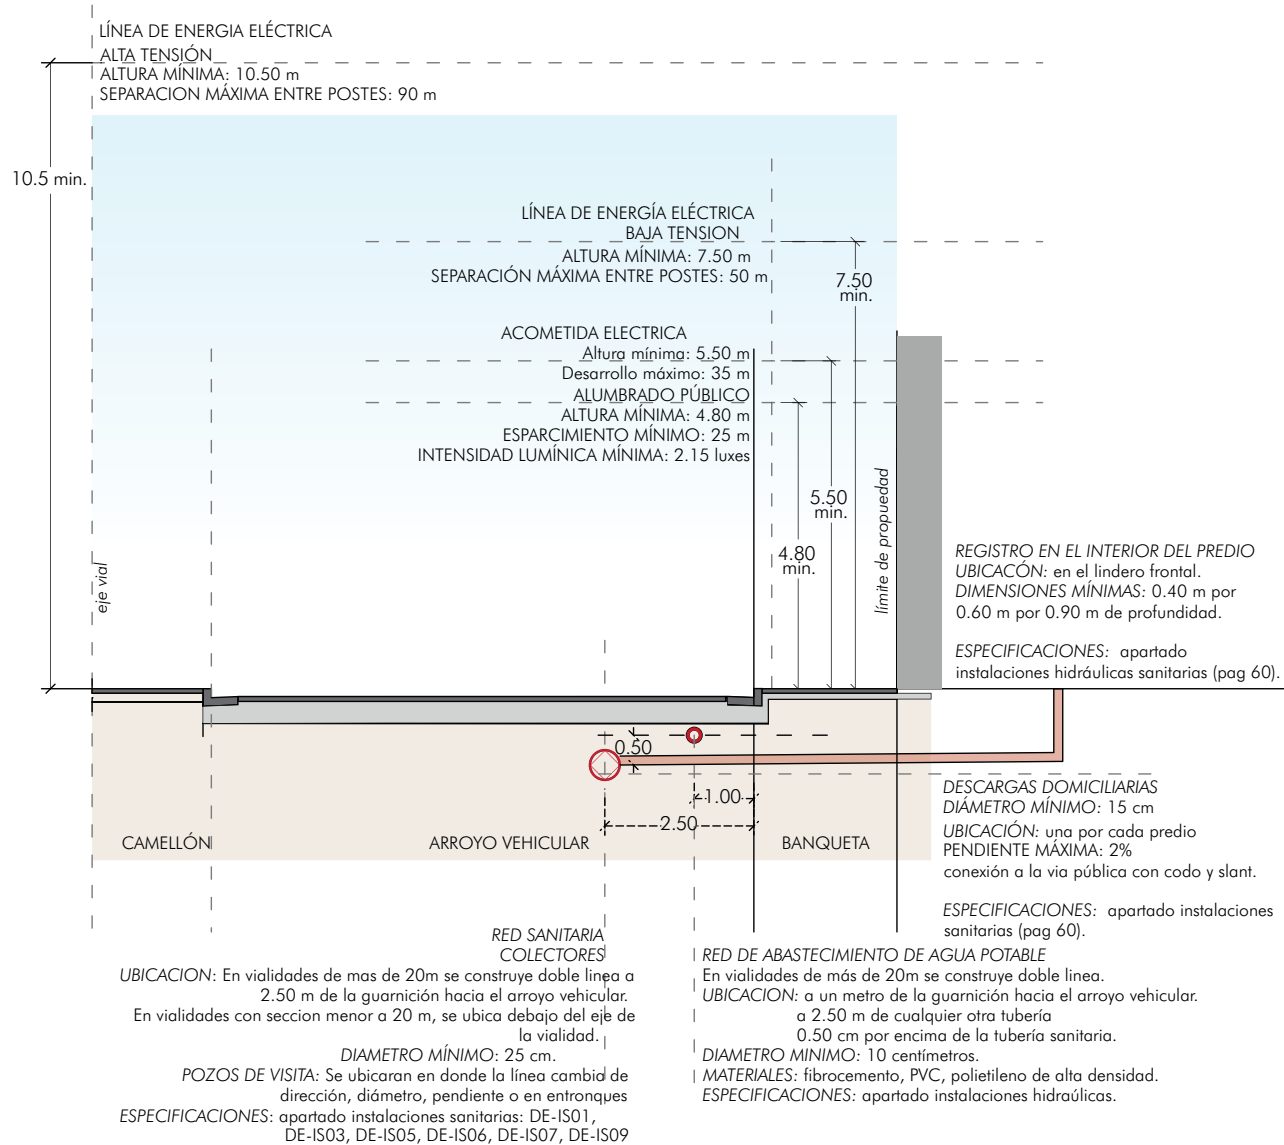 LÍNEA DE ENERGIA ELÉCTRICA
ALTA TENSIÓN
ALTURA MÍNIMA: 10.50 m
SEPARACION MÁXIMA ENTRE POSTES: 90 m
10.5 min.
LÍNEA DE ENERGÍA ELÉCTRICA
BAJA TENSION
ALTURA MÍNIMA: 7.50 m
SEPARACIÓN MÁXIMA ENTRE POSTES: 50 m
7.50
min.
ACOMETIDA ELECTRICA
Altura mínima: 5.50 m
Desarrollo máximo: 35 m
ALUMBRADO PÚBLICO
ALTURA MÍNIMA: 4.80 m
ESPARCIMIENTO MÍNIMO: 25 m
INTENSIDAD LUMÍNICA MÍNIMA: 2.15 luxes
5.50
min.
4.80
min.
eje vial
límite de propuedad
REGISTRO EN EL INTERIOR DEL PREDIO
UBICACÓN: en el lindero frontal.
DIMENSIONES MÍNIMAS: 0.40 m por
0.60 m por 0.90 m de profundidad.
ESPECIFICACIONES: apartado
instalaciones hidráulicas sanitarias (pag 60).
0.50
1.00
2.50
CAMELLÓN
ARROYO VEHICULAR
BANQUETA
DESCARGAS DOMICILIARIAS
DIÁMETRO MÍNIMO: 15 cm
UBICACIÓN: una por cada predio
PENDIENTE MÁXIMA: 2%
conexión a la via pública con codo y slant.
ESPECIFICACIONES: apartado instalaciones
sanitarias (pag 60).
RED SANITARIA
COLECTORES
UBICACION: En vialidades de mas de 20m se construye doble linea a
2.50 m de la guarnición hacia el arroyo vehicular.
En vialidades con seccion menor a 20 m, se ubica debajo del eje de
la vialidad.
DIAMETRO MÍNIMO: 25 cm.
POZOS DE VISITA: Se ubicaran en donde la línea cambia de
dirección, diámetro, pendiente o en entronques
ESPECIFICACIONES: apartado instalaciones sanitarias: DE-IS01,
DE-IS03, DE-IS05, DE-IS06, DE-IS07, DE-IS09
RED DE ABASTECIMIENTO DE AGUA POTABLE
En vialidades de más de 20m se construye doble linea.
UBICACION: a un metro de la guarnición hacia el arroyo vehicular.
a 2.50 m de cualquier otra tubería
0.50 cm por encima de la tubería sanitaria.
DIAMETRO MINIMO: 10 centímetros.
MATERIALES: fibrocemento, PVC, polietileno de alta densidad.
ESPECIFICACIONES: apartado instalaciones hidraúlicas.